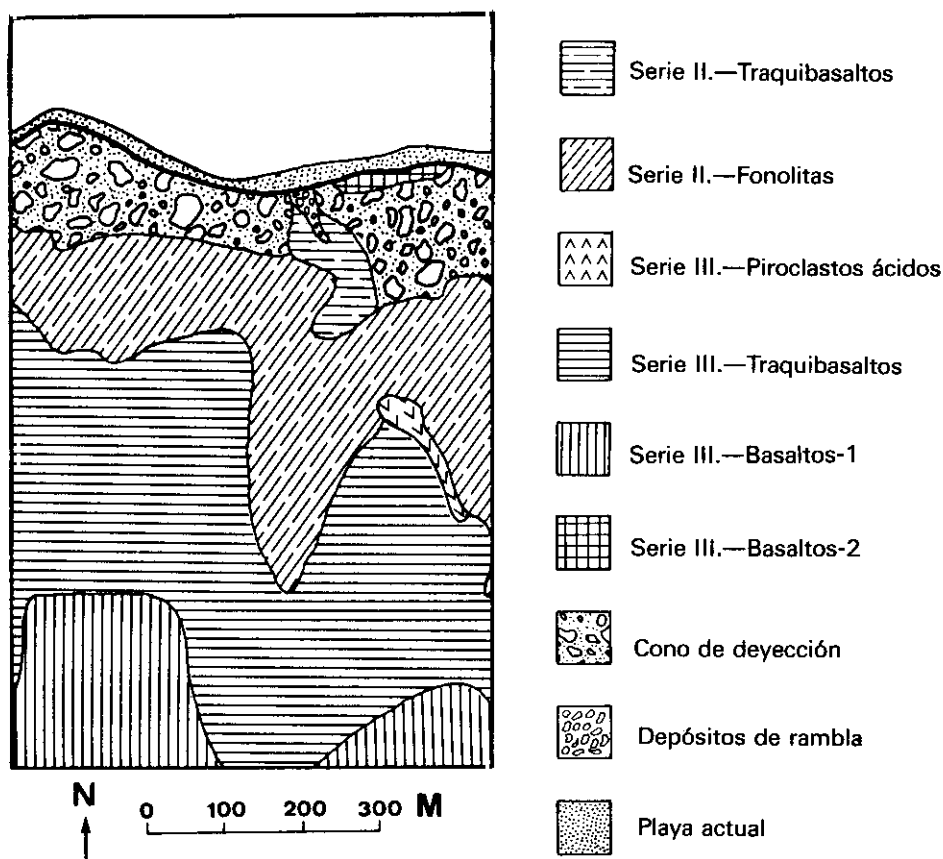 Serie II.—Traquibasaltos
Serie II.—Fonolitas
Serie III.—Piroclastos ácidos
Serie III.—Traquibasaltos
Serie III.—Basaltos-1
Serie III.—Basaltos-2
Cono de deyección
Depósitos de rambla
Playa actual
N
0 100 200 300 M